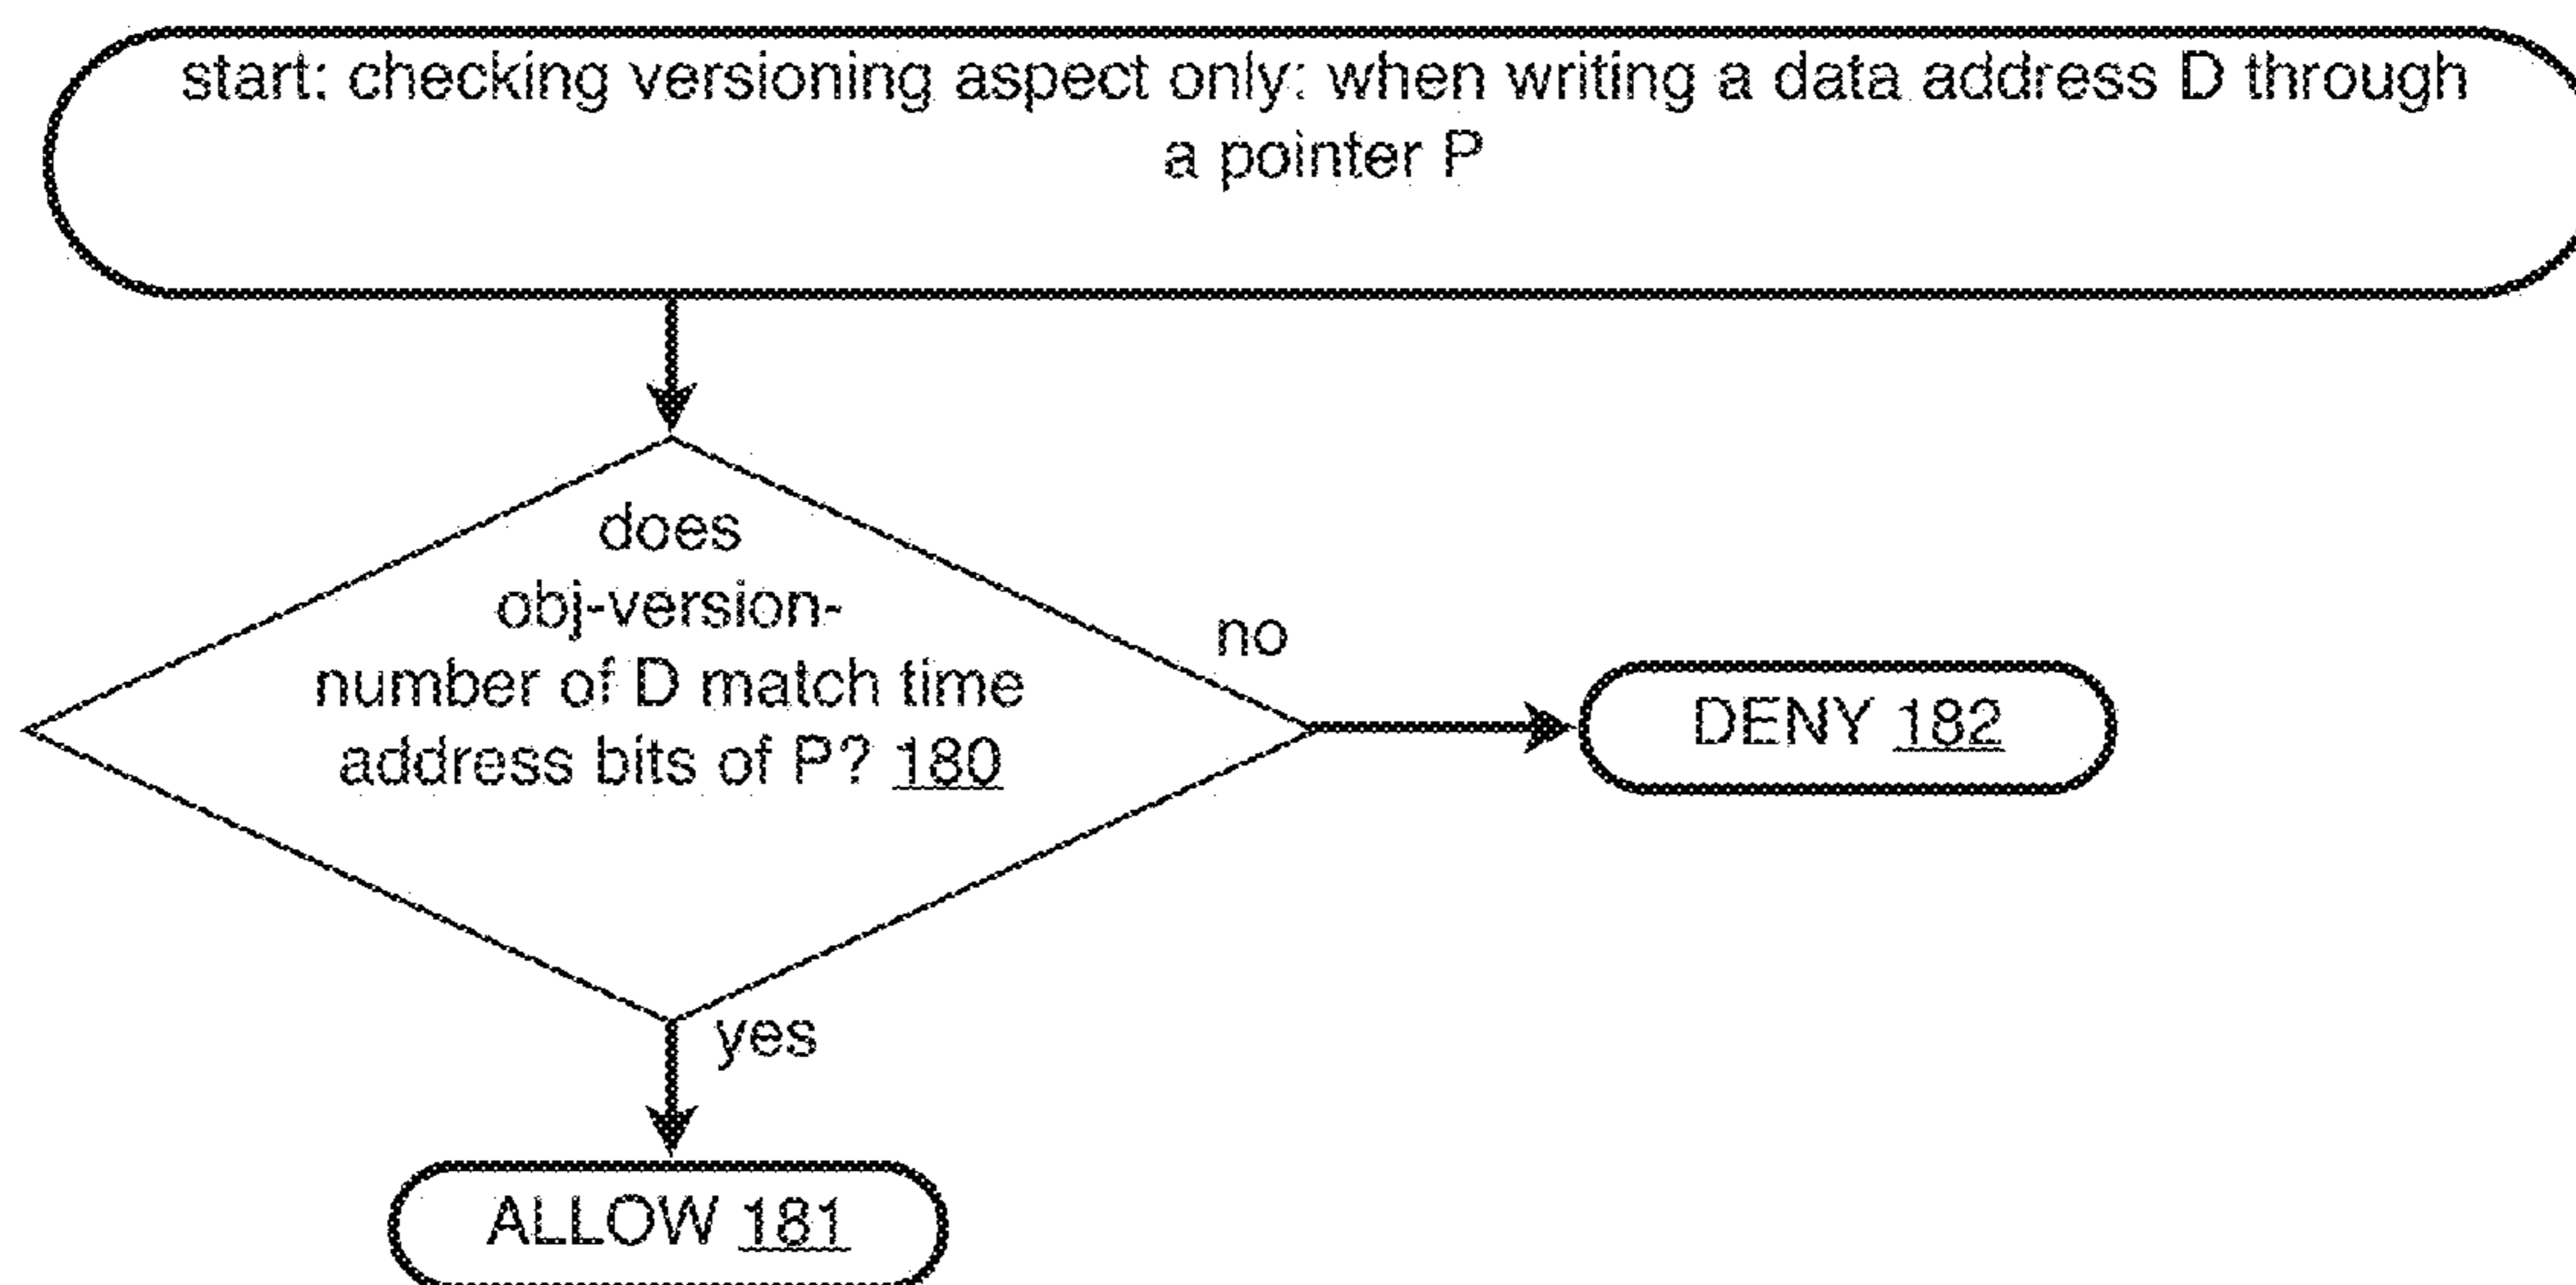 start: checking versioning aspect only: when writing a data address D through
a pointer P
does
obj-version-
number of D match time
address bits of P? 180
no
DENY 182
yes
ALLOW 181